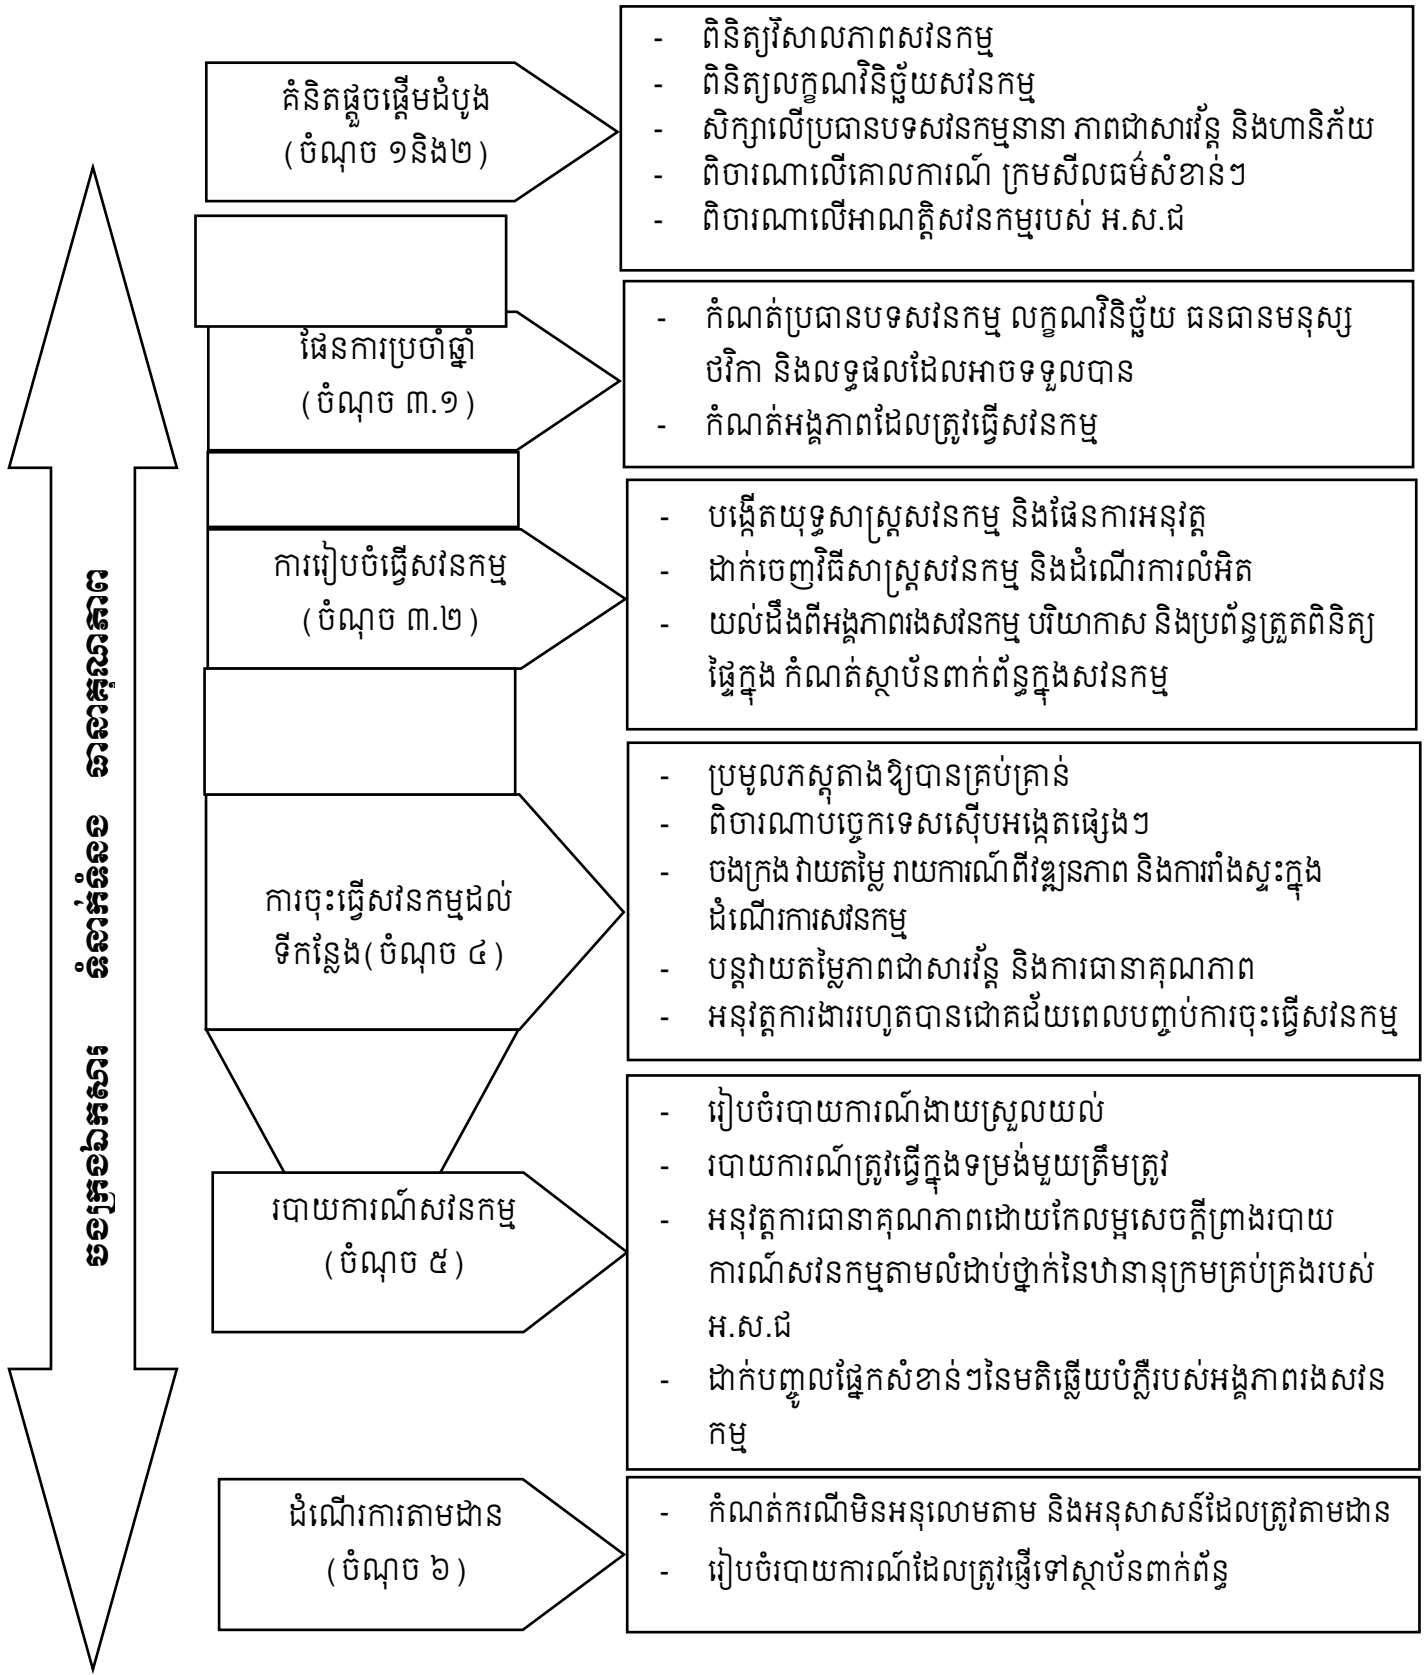 គំនិតផ្តួចផ្តើមដំបូង
(ចំណុច ១និង២)
- ពិនិត្យវិសាលភាពសវនកម្ម
- ពិនិត្យលក្ខណវិនិច្ឆ័យសវនកម្ម
- សិក្សាលើប្រធានបទសវនកម្មនានា ភាពជាសារវ័ន្ត និងហានិភ័យ
- ពិចារណាលើគោលការណ៍ ក្រមសីលធម៌សំខាន់ៗ
- ពិចារណាលើអាណត្តិសវនកម្មរបស់ អ.ស.ជ
ផែនការប្រចាំឆ្នាំ
(ចំណុច ៣.១)
- កំណត់ប្រធានបទសវនកម្ម លក្ខណវិនិច្ឆ័យ ធនធានមនុស្ស
ថវិកា និងលទ្ធផលដែលអាចទទួលបាន
- កំណត់អង្គភាពដែលត្រូវធ្វើសវនកម្ម
ការរៀបចំធ្វើសវនកម្ម
(ចំណុច ៣.២)
- បង្កើតយុទ្ធសាស្ត្រសវនកម្ម និងផែនការអនុវត្ត
- ដាក់ចេញវិធីសាស្ត្រសវនកម្ម និងដំណើរការលំអិត
- យល់ដឹងពីអង្គភាពរងសវនកម្ម បរិយាកាស និងប្រព័ន្ធត្រួតពិនិត្យ
ផ្ទៃក្នុង កំណត់ស្ថាប័នពាក់ព័ន្ធក្នុងសវនកម្ម
ការចុះធ្វើសវនកម្មដល់
ទីកន្លែង(ចំណុច ៤)
- ប្រមូលភស្តុតាងឱ្យបានគ្រប់គ្រាន់
- ពិចារណាបច្ចេកទេសស៊ើបអង្កេតផ្សេងៗ
- ចងក្រង វាយតម្លៃ រាយការណ៍ពីវឌ្ឍនភាព និងការរាំងស្ទះក្នុង
ដំណើរការសវនកម្ម
- បន្តវាយតម្លៃភាពជាសារវ័ន្ត និងការធានាគុណភាព
- អនុវត្តការងាររហូតបានជោគជ័យពេលបញ្ចប់ការចុះធ្វើសវនកម្ម
របាយការណ៍សវនកម្ម
(ចំណុច ៥)
- រៀបចំរបាយការណ៍ងាយស្រួលយល់
- របាយការណ៍ត្រូវធ្វើក្នុងទម្រង់មួយត្រឹមត្រូវ
- អនុវត្តការធានាគុណភាពដោយកែលម្អសេចក្តីព្រាងរបាយ
ការណ៍សវនកម្មតាមលំដាប់ថ្នាក់នៃឋានានុក្រមគ្រប់គ្រងរបស់
អ.ស.ជ
- ដាក់បញ្ចូលផ្នែកសំខាន់ៗនៃមតិឆ្លើយបំភ្លឺរបស់អង្គភាពរងសវន
កម្ម
ដំណើរការតាមដាន
(ចំណុច ៦)
- កំណត់ករណីមិនអនុលោមតាម និងអនុសាសន៍ដែលត្រូវតាមដាន
- រៀបចំរបាយការណ៍ដែលត្រូវផ្ញើទៅស្ថាប័នពាក់ព័ន្ធ
ចងក្រងឯកសារ ទំនាក់ទំនង ធានាគុណភាព